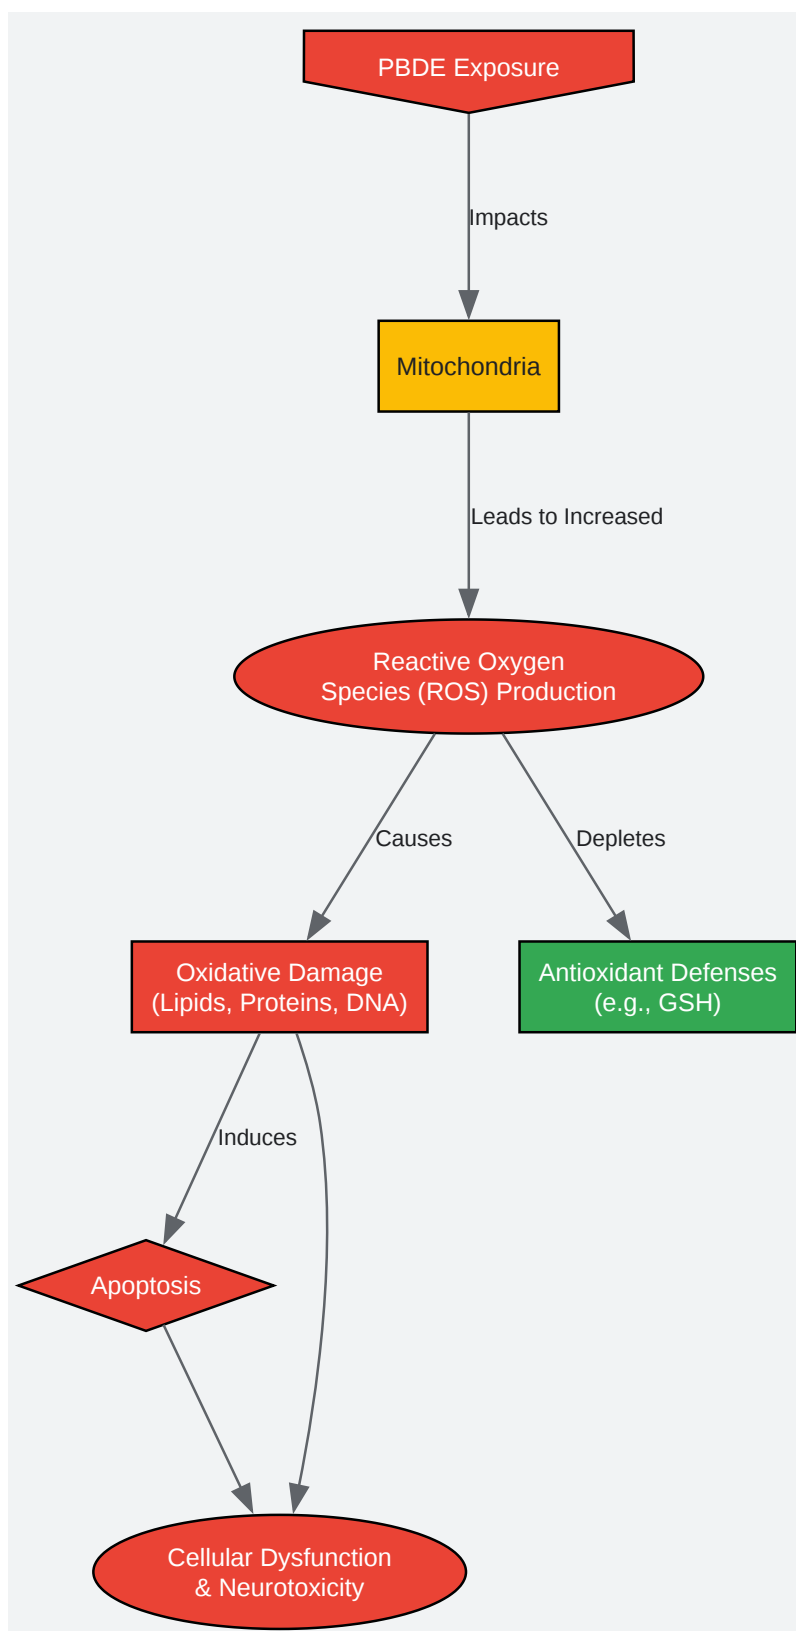 PBDE Exposure
Impacts
Mitochondria
Leads to Increased
Reactive Oxygen
Species (ROS) Production
Causes
Depletes
Oxidative Damage
(Lipids, Proteins, DNA)
Antioxidant Defenses
(e.g., GSH)
Induces
Apoptosis
Cellular Dysfunction
& Neurotoxicity